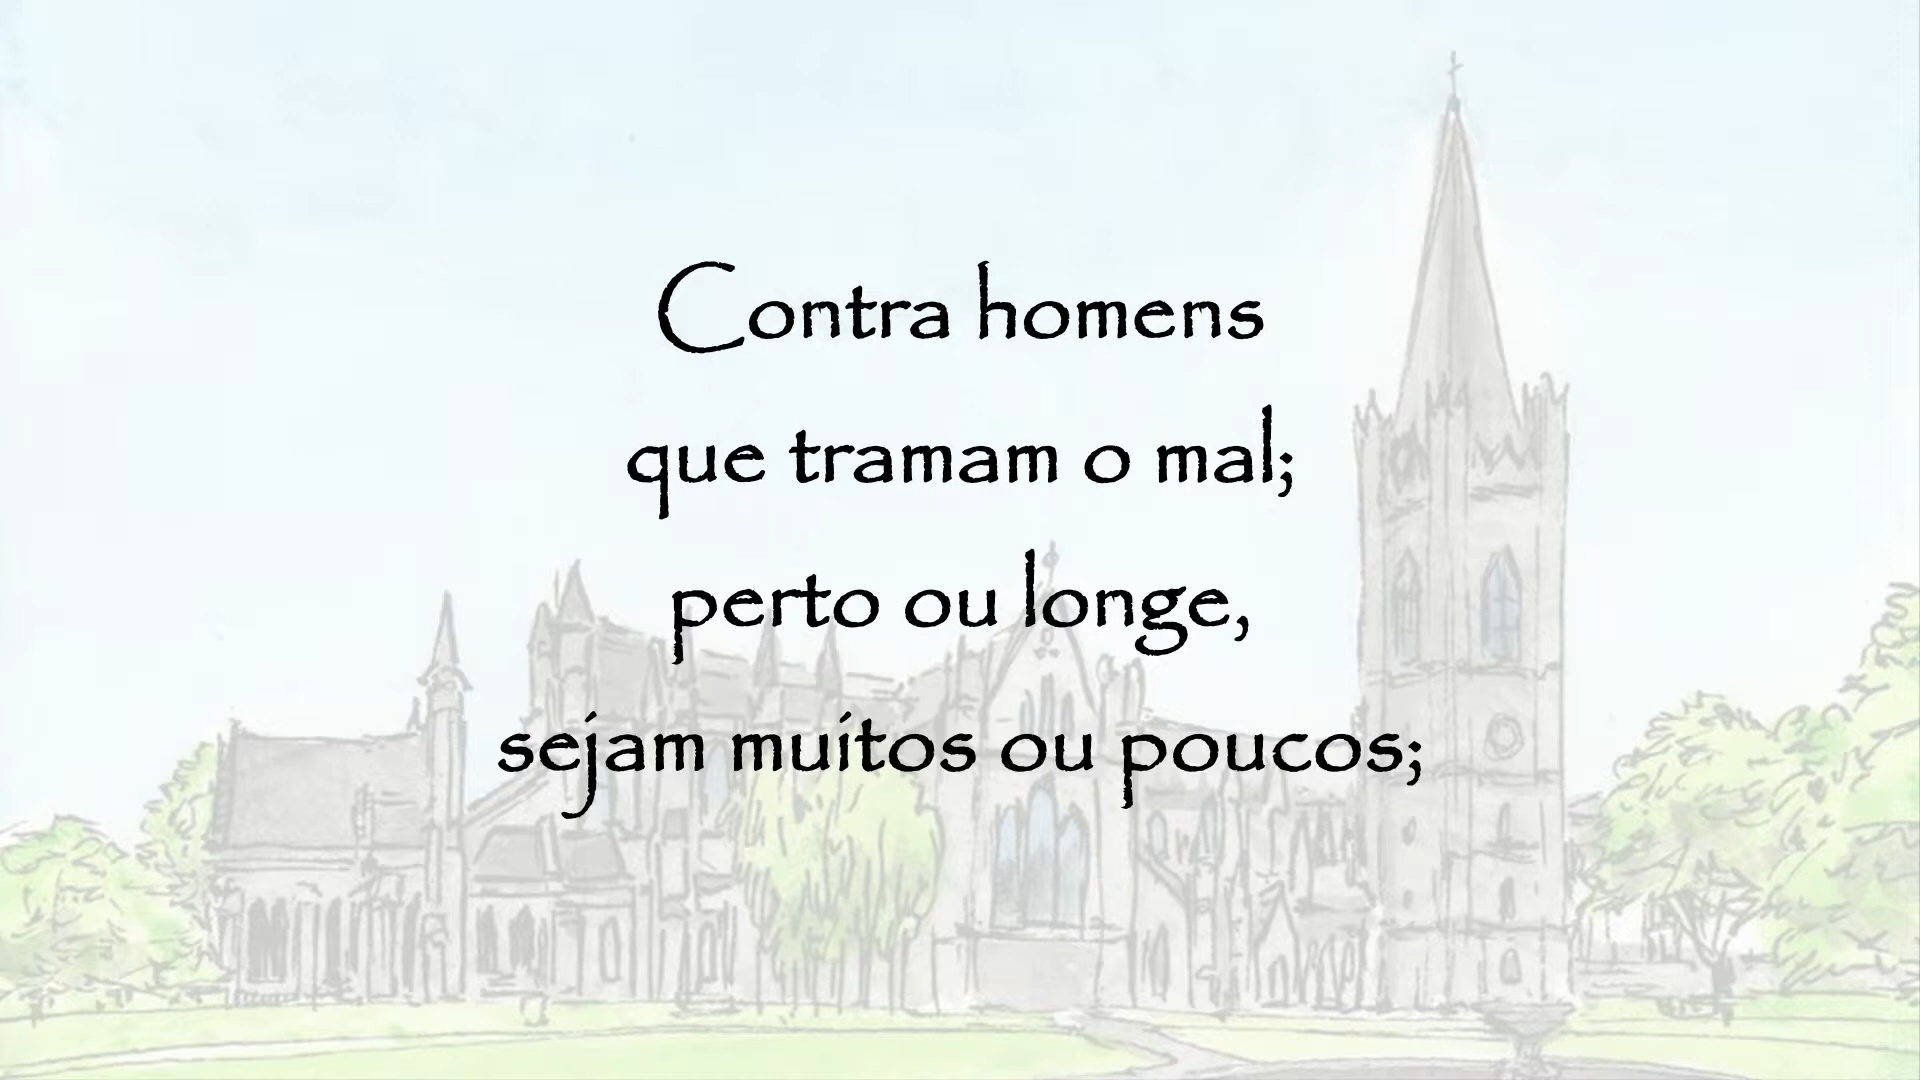 Contra homens
que tramam o mal;
perto ou longe,
sejam muitos ou poucos;